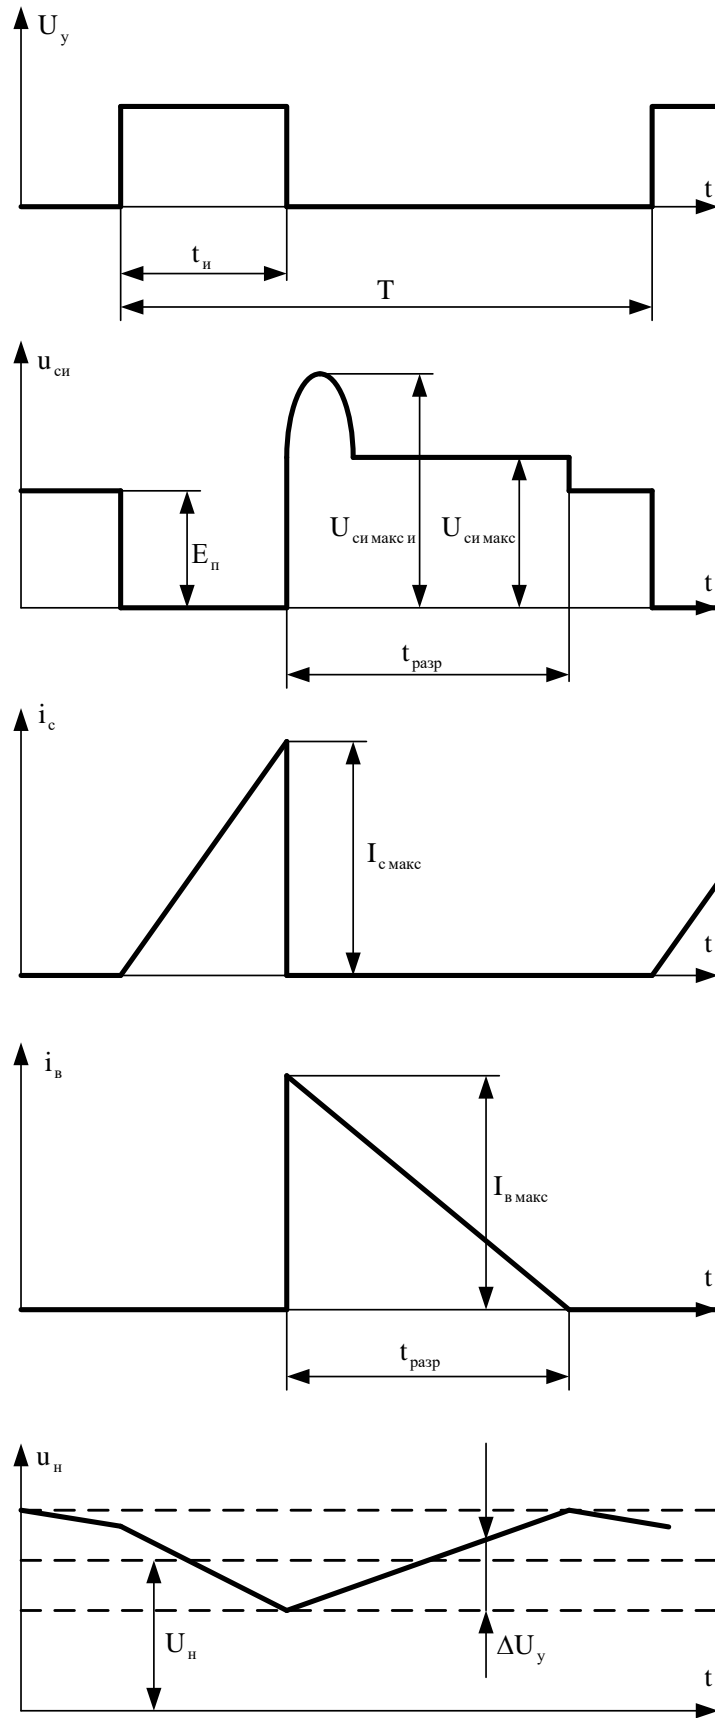 U у
t
t и
T
u си
U си макс и
U си макс
E п
t
t разр
i с
I с макс
t
i в
I в макс
t
t разр
u н
U н
ΔU у
t